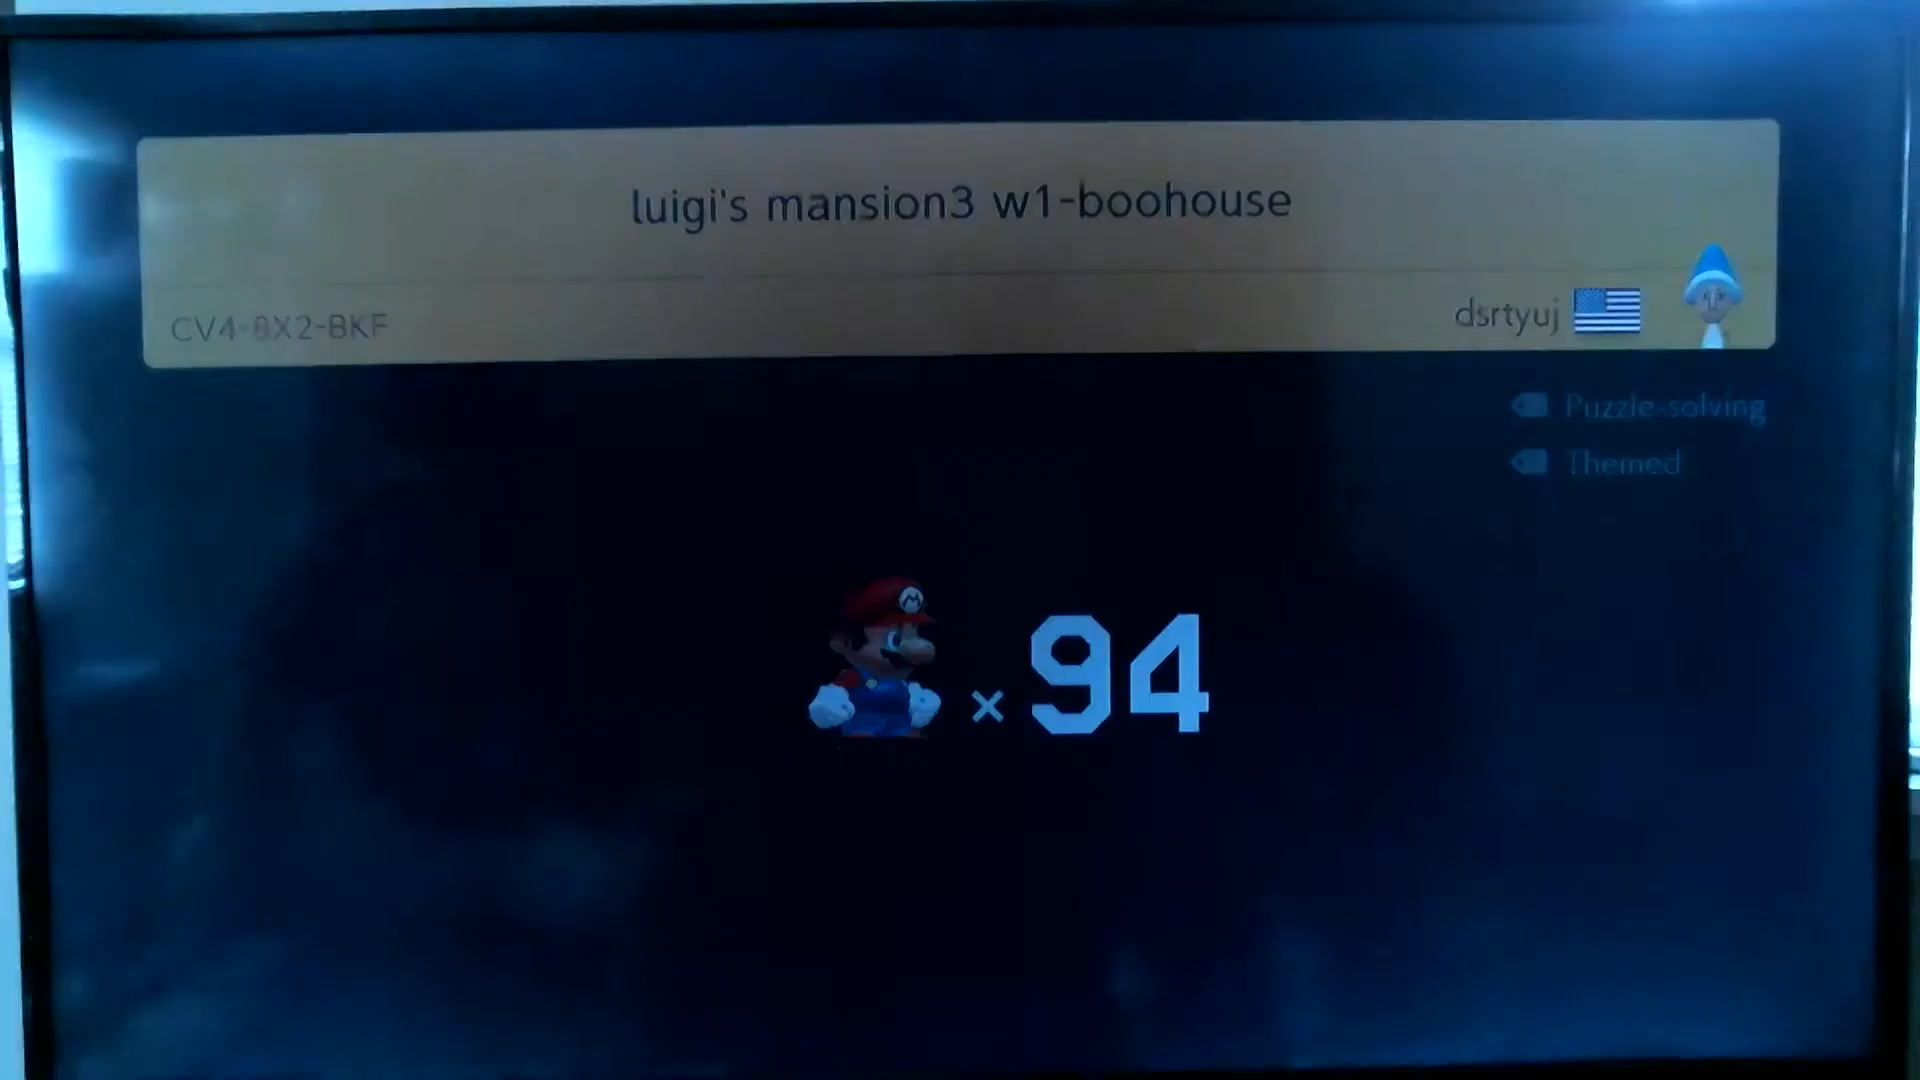 luigi's mansion3 w1-boohouse
CV4-8X2-BKF
dsrtyuj
Puzzle-solving
Themed
M
× 94